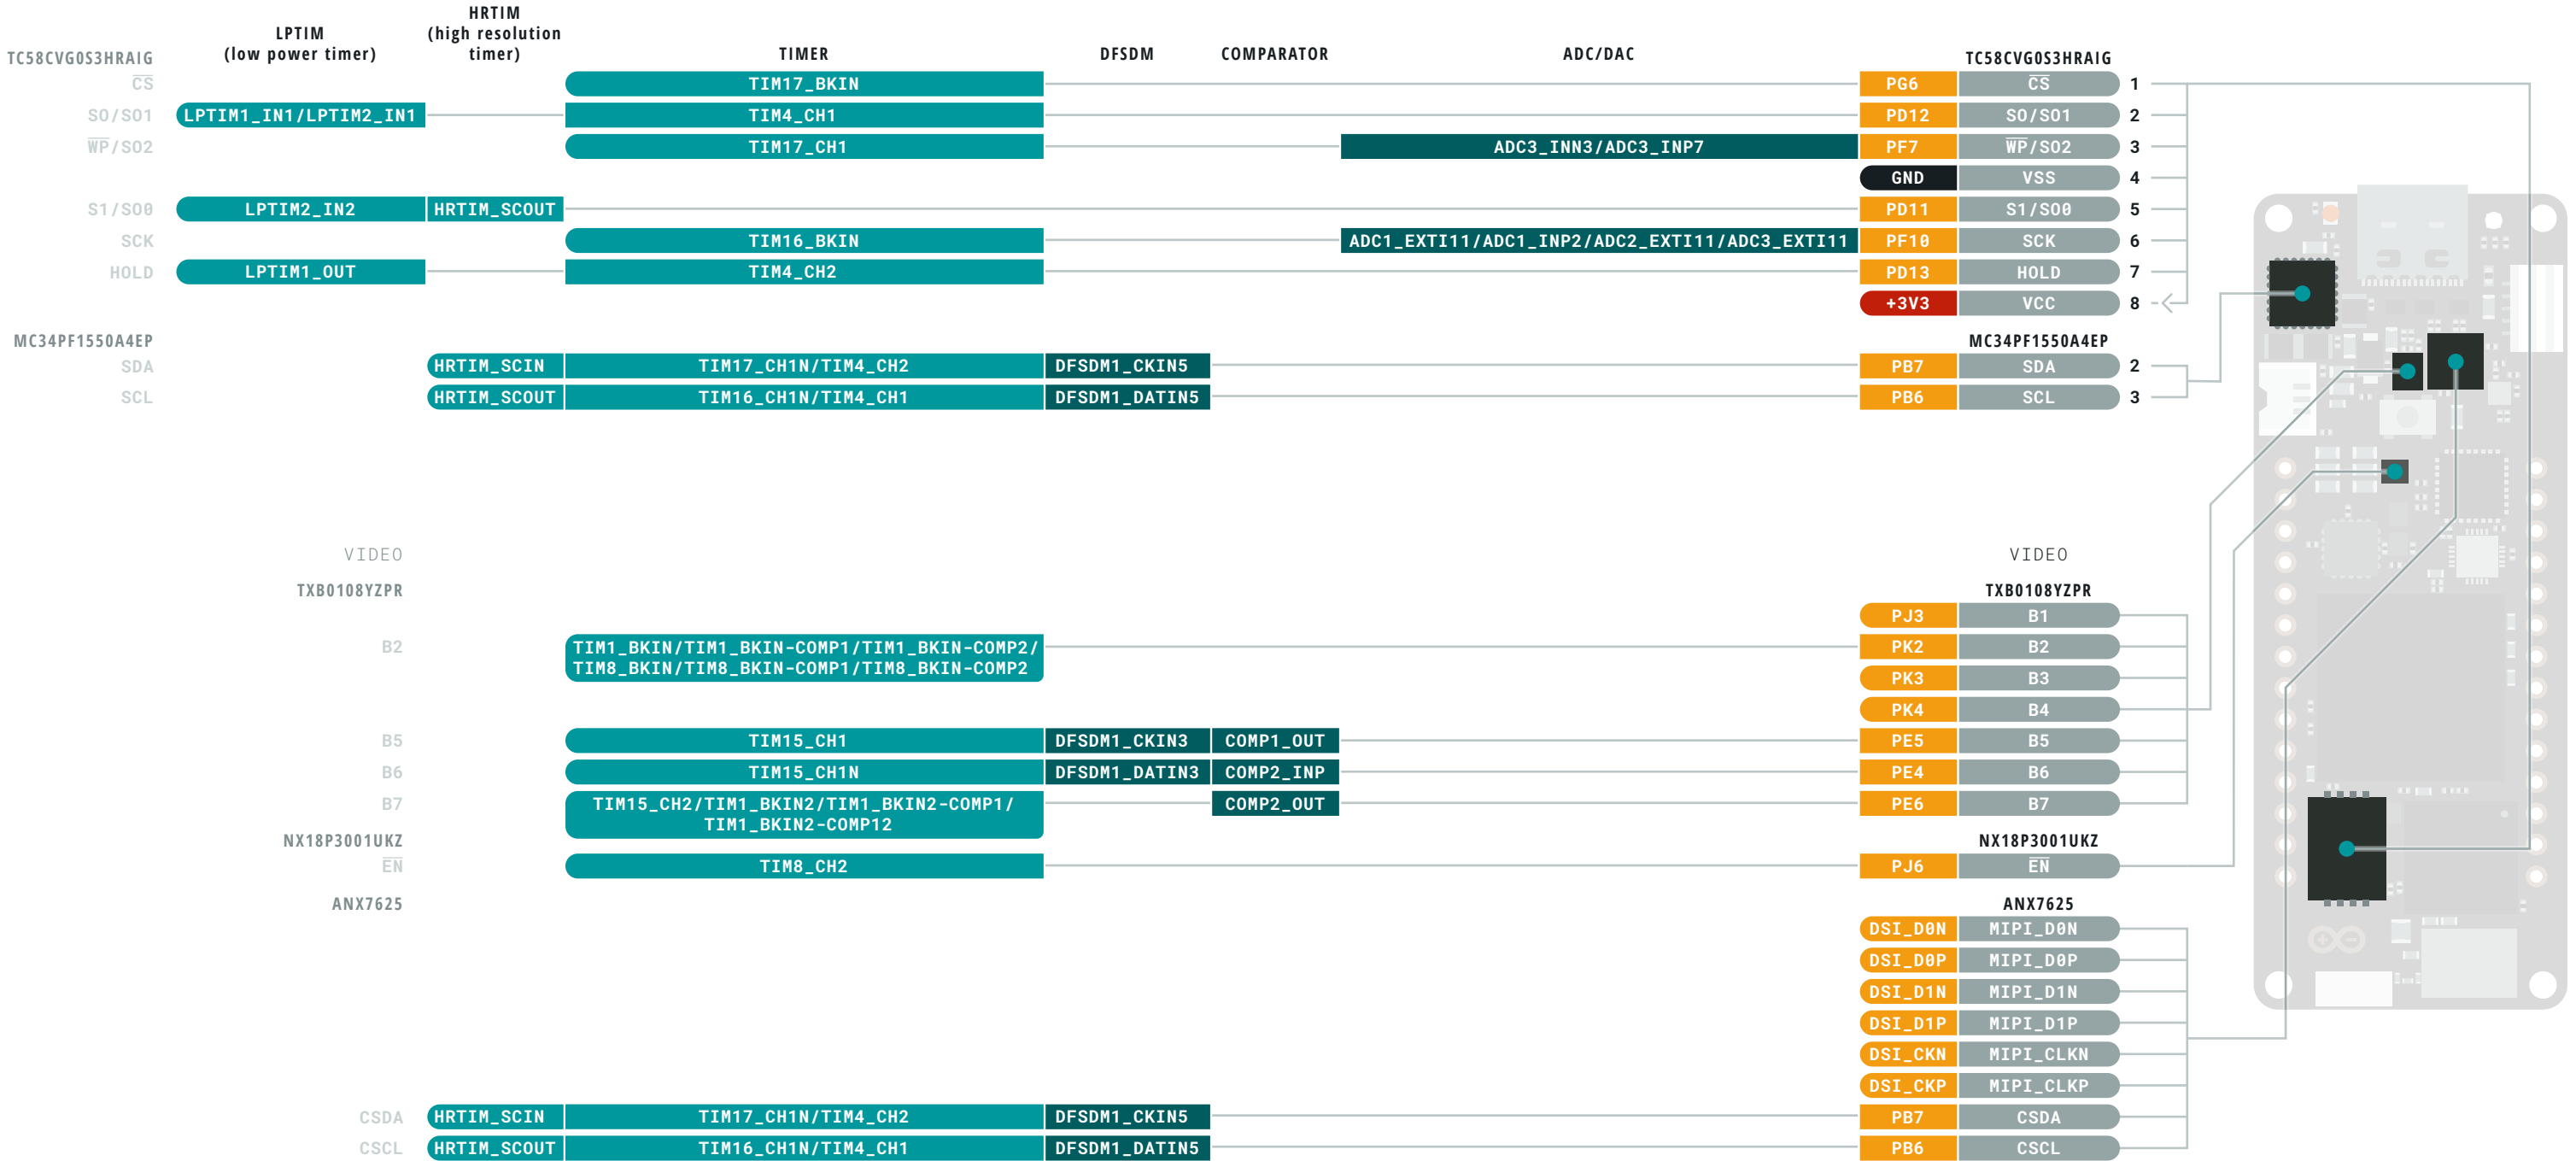 LPTIM
(low power timer)
HRTIM
(high resolution
timer)
TIMER
DFSDM
COMPARATOR
ADC/DAC
TC58CVG0S3HRAIG
TC58CVG0S3HRAIG
CS TIM17_BKIN PG6 CS 1
SO/SO1 LPTIM1_IN1/LPTIM2_IN1 TIM4_CH1 PD12 SO/SO1 2
WP/SO2 TIM17_CH1 ADC3_INN3/ADC3_INP7 PF7 WP/SO2 3
GND VSS 4
S1/SO0 LPTIM2_IN2 HRTIM_SCOUT PD11 S1/SO0 5
SCK TIM16_BKIN ADC1_EXTI11/ADC1_INP2/ADC2_EXTI11/ADC3_EXTI11 PF10 SCK 6
HOLD LPTIM1_OUT TIM4_CH2 PD13 HOLD 7
+3V3 VCC 8
MC34PF1550A4EP MC34PF1550A4EP
SDA HRTIM_SCIN TIM17_CH1N/TIM4_CH2 DFSDM1_CKIN5 PB7 SDA 2
SCL HRTIM_SCOUT TIM16_CH1N/TIM4_CH1 DFSDM1_DATIN5 PB6 SCL 3
VIDEO VIDEO
TXB0108YZPR TXB0108YZPR
PJ3 B1
B2 TIM1_BKIN/TIM1_BKIN-COMP1/TIM1_BKIN-COMP2/ PK2 B2
TIM8_BKIN/TIM8_BKIN-COMP1/TIM8_BKIN-COMP2
PK3 B3
PK4 B4
B5 TIM15_CH1 DFSDM1_CKIN3 COMP1_OUT PE5 B5
B6 TIM15_CH1N DFSDM1_DATIN3 COMP2_INP PE4 B6
B7 TIM15_CH2/TIM1_BKIN2/TIM1_BKIN2-COMP1/ COMP2_OUT PE6 B7
TIM1_BKIN2-COMP12
NX18P3001UKZ NX18P3001UKZ
EN TIM8_CH2 PJ6 EN
ANX7625 ANX7625
DSI_D0N MIPI_D0N
DSI_D0P MIPI_D0P
DSI_D1N MIPI_D1N
DSI_D1P MIPI_D1P
DSI_CKN MIPI_CLKN
DSI_CKP MIPI_CLKP
CSDA HRTIM_SCIN TIM17_CH1N/TIM4_CH2 DFSDM1_CKIN5 PB7 CSDA
CSCL HRTIM_SCOUT TIM16_CH1N/TIM4_CH1 DFSDM1_DATIN5 PB6 CSCL